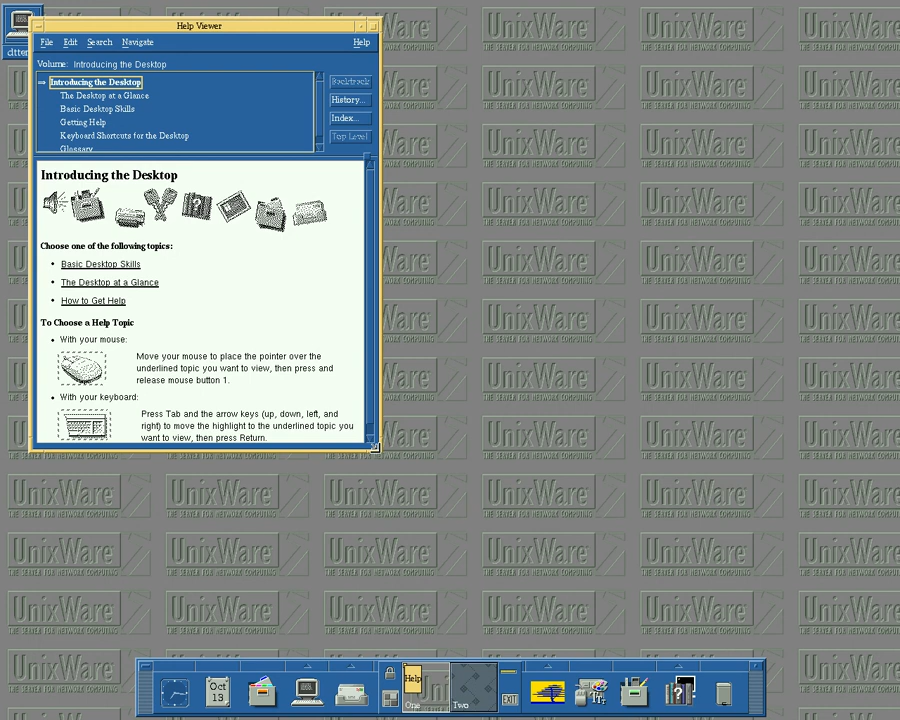 Help Viewer
File Edit Search Navigate Help
Volume: Introducing the Desktop
Introducing the Desktop
The Desktop at a Glance
Basic Desktop Skills
Getting Help
Keyboard Shortcuts for the Desktop
Glossary
Backtrack
History...
Index...
Top Level
Introducing the Desktop
Choose one of the following topics:
• Basic Desktop Skills
• The Desktop at a Glance
• How to Get Help
To Choose a Help Topic
• With your mouse:
Move your mouse to place the pointer over the
underlined topic you want to view, then press and
release mouse button 1.
• With your keyboard:
Press Tab and the arrow keys (up, down, left, and
right) to move the highlight to the underlined topic you
want to view, then press Return.
UnixWare
THE SERVER FOR NETWORK COMPUTING
Oct
13
Help
One
Two
EXIT